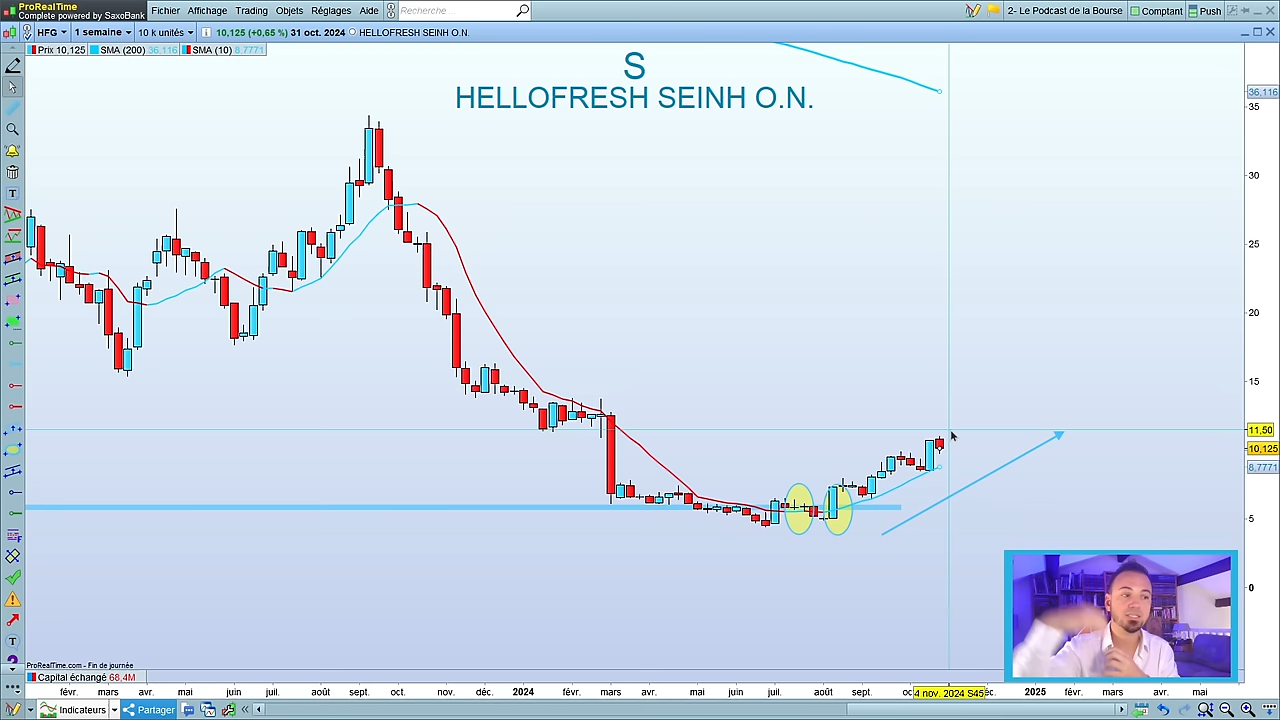 ProRealTime
Complete powered by SaxoBank
Fichier Affichage Trading Objets Réglages Aide Recherche... 2- Le Podcast de la Bourse Comptant Push
HFG 1 semaine 10 k unités 10,125 (+0,65 %) 31 oct. 2024 HELLOFRESH SEINH O.N.
Prix 10,125 SMA (200) 36,116 SMA (10) 8.7771
S
HELLOFRESH SEINH O.N.
36,116
35
30
25
20
15
11,50
10,125
8,7771
5
0
ProRealTime.com - Fin de journée
Capital échangé 68.4M
févr. mars avr. mai juin juil. août sept. oct. nov. déc. 2024 févr. mars avr. mai juin juil. août sept. oc 4 nov. 2024 S45 éc. 2025 févr. mars avr. mai
Indicateurs Partager